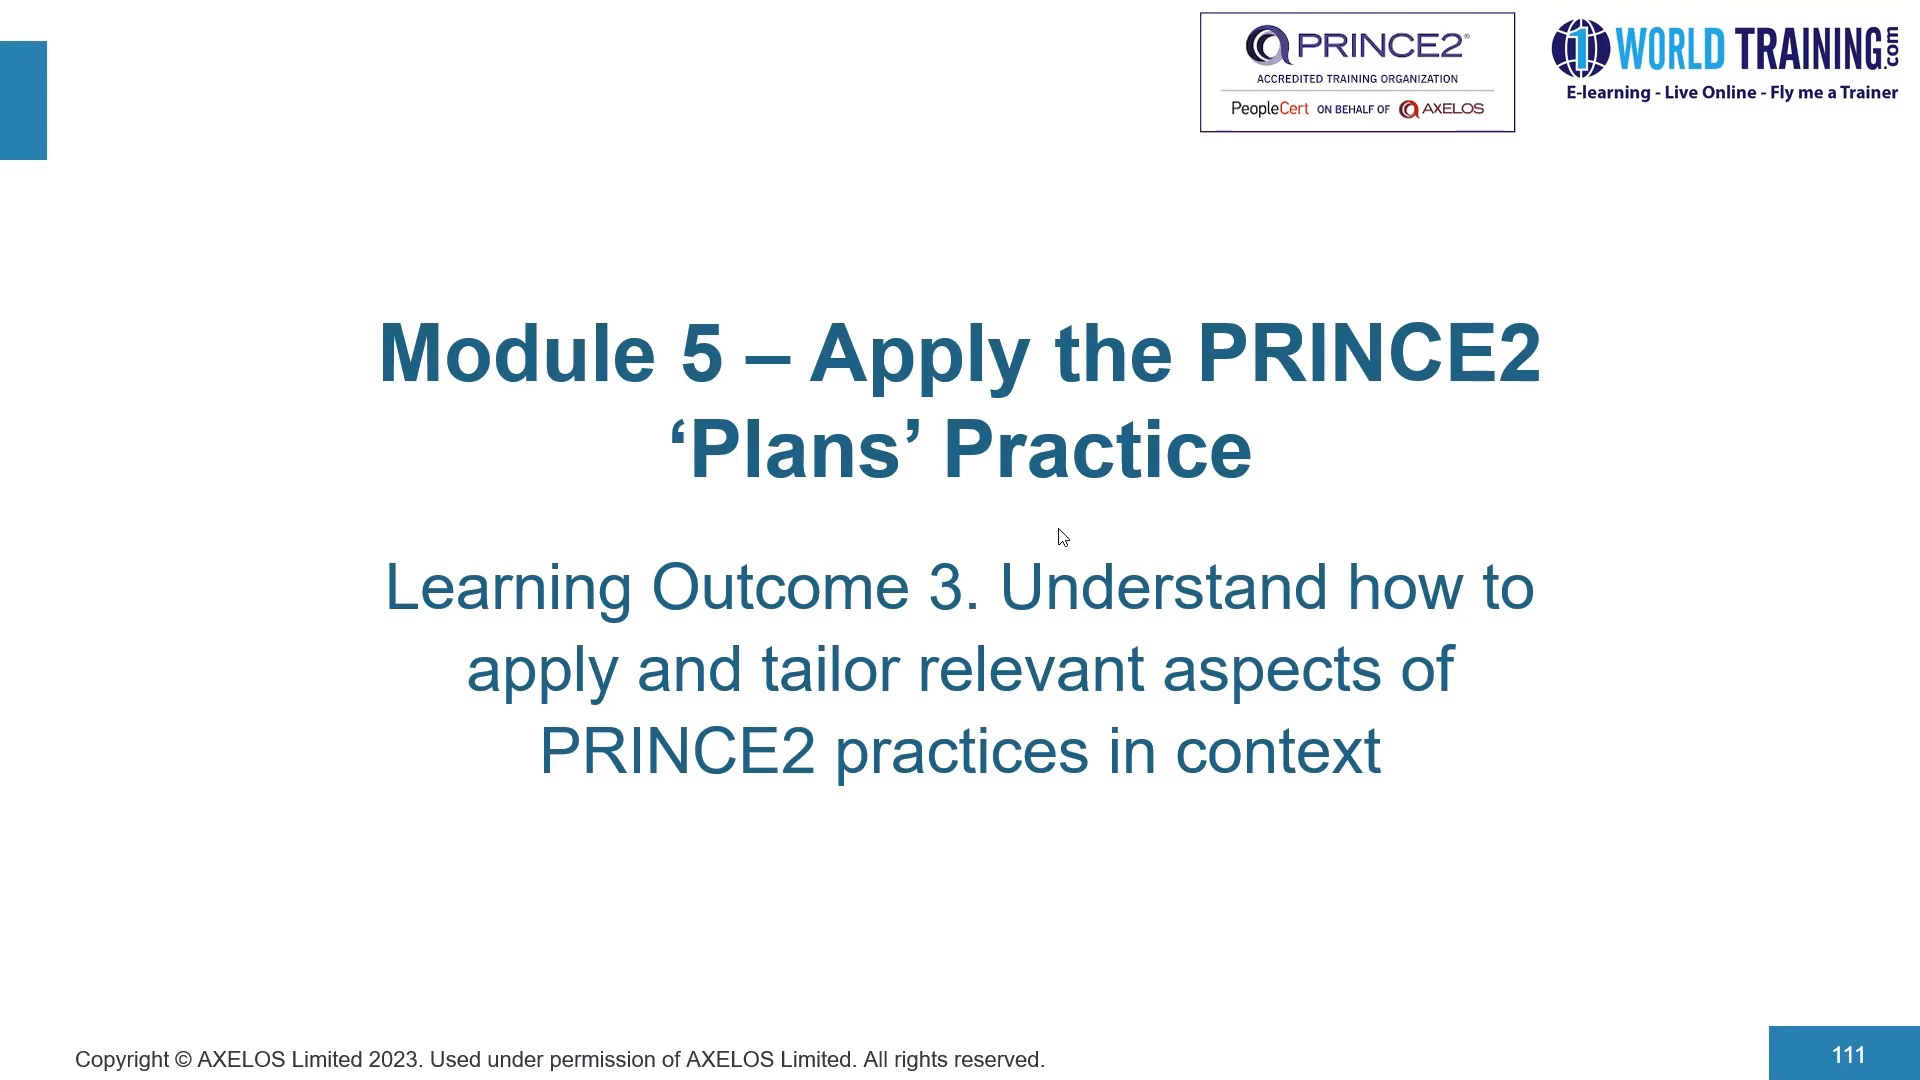 PRINCE2®
ACCREDITED TRAINING ORGANIZATION
PeopleCert ON BEHALF OF AXELOS
1WORLD TRAINING.com
E-learning - Live Online - Fly me a Trainer
Module 5 – Apply the PRINCE2
‘Plans’ Practice
Learning Outcome 3. Understand how to
apply and tailor relevant aspects of
PRINCE2 practices in context
Copyright © AXELOS Limited 2023. Used under permission of AXELOS Limited. All rights reserved.
111